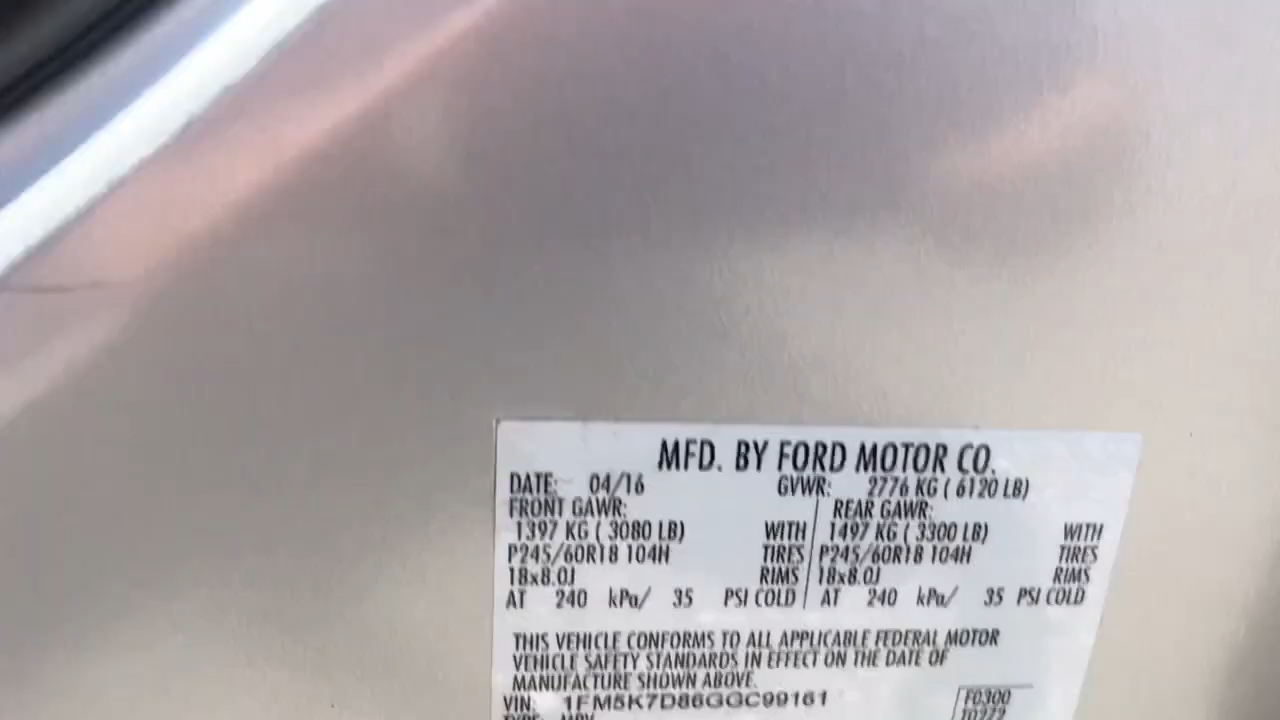 MFD. BY FORD MOTOR CO.
DATE: 04/16 GVWR: 2776 KG ( 6120 LB)
FRONT GAWR: REAR GAWR:
1397 KG ( 3080 LB) WITH 1497 KG ( 3300 LB) WITH
P245/60R18 104H TIRES P245/60R18 104H TIRES
18x8.0J RIMS 18x8.0J RIMS
AT 240 kPa/ 35 PSI COLD AT 240 kPa/ 35 PSI COLD
THIS VEHICLE CONFORMS TO ALL APPLICABLE FEDERAL MOTOR
VEHICLE SAFETY STANDARDS IN EFFECT ON THE DATE OF
MANUFACTURE SHOWN ABOVE.
VIN: 1FM5K7D86GGC99161 F0300